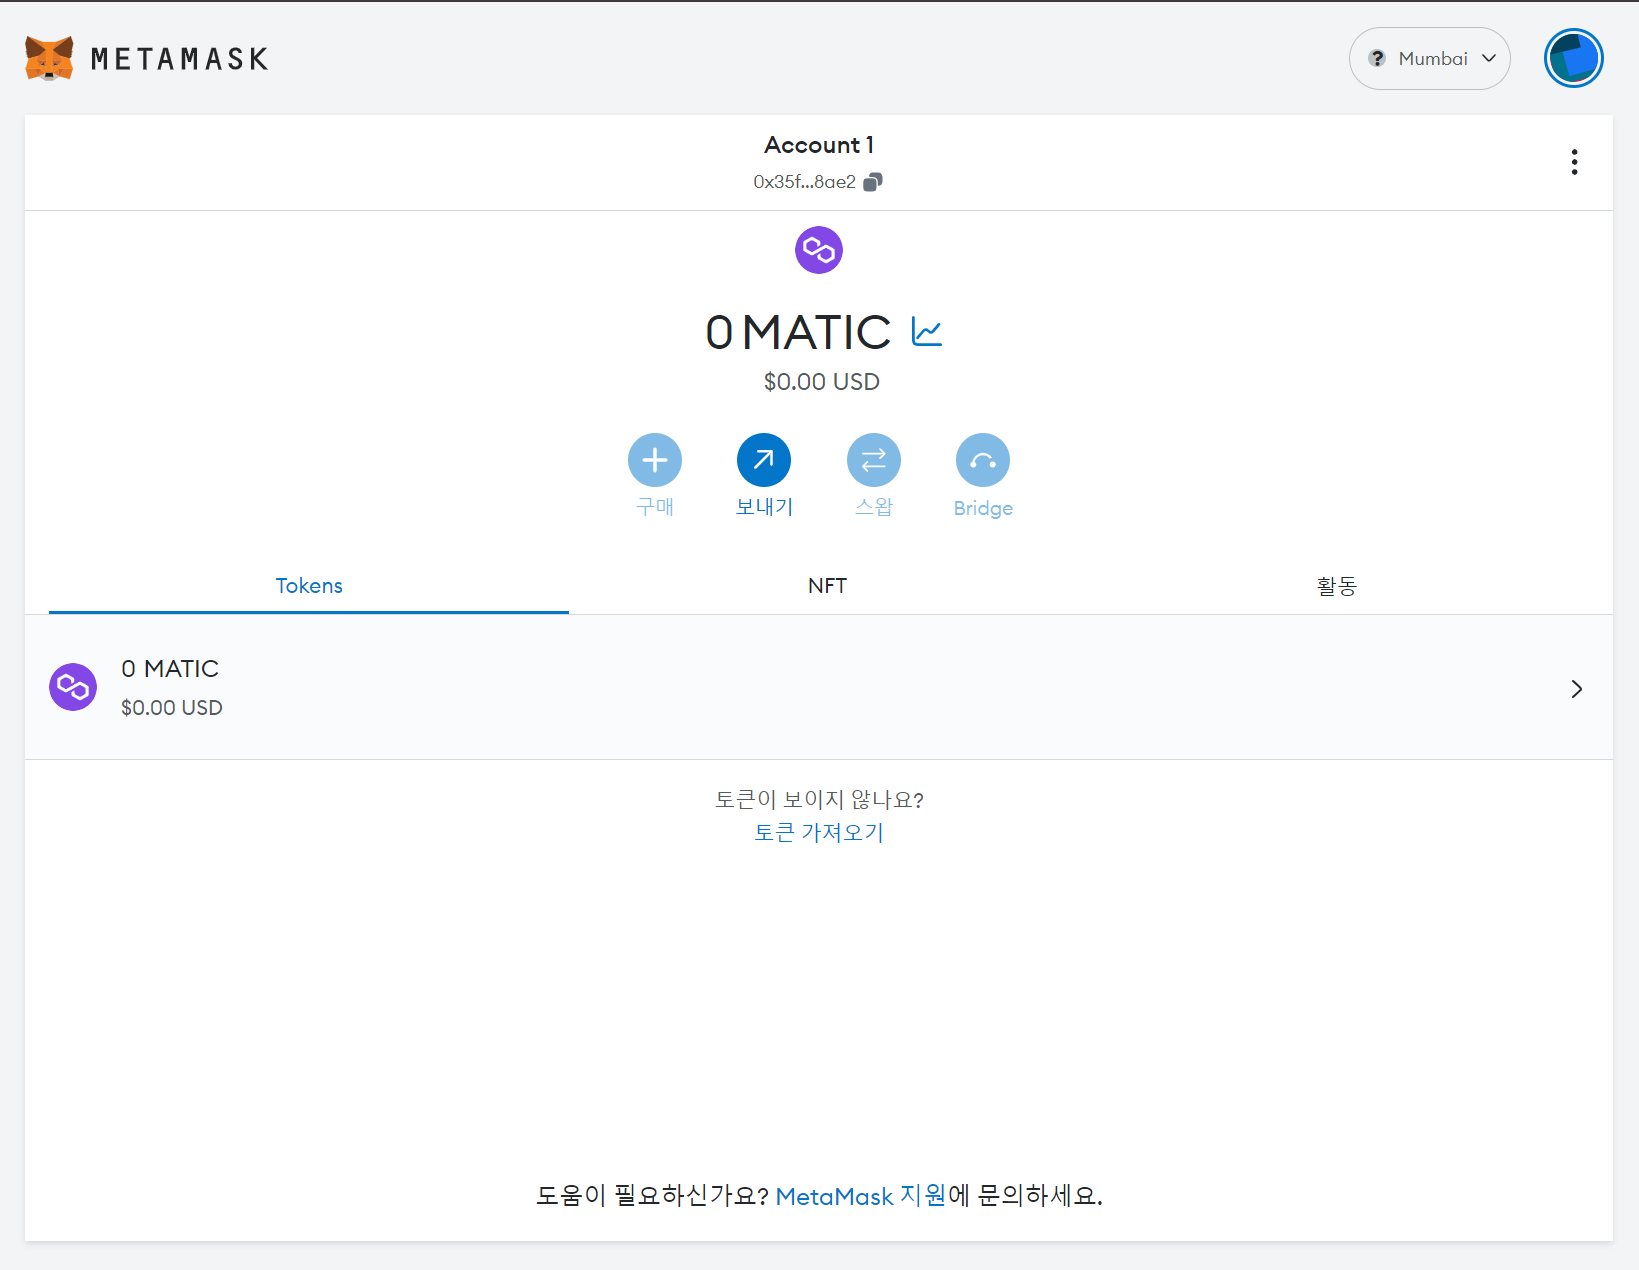 METAMASK
? Mumbai
Account 1
0x35f...8ae2
0 MATIC
$0.00 USD
구매 보내기 스왑 Bridge
Tokens NFT 활동
0 MATIC
$0.00 USD
토큰이 보이지 않나요?
토큰 가져오기
도움이 필요하신가요? MetaMask 지원에 문의하세요.